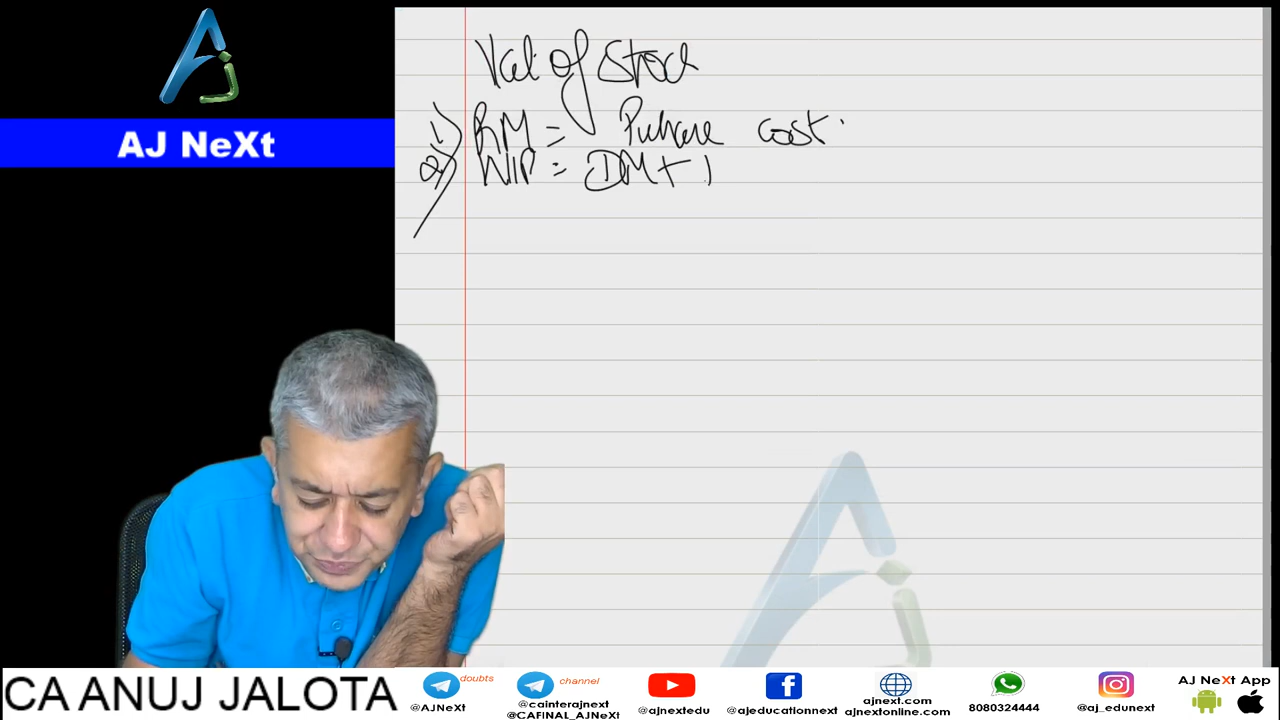 AJ NeXt
Val. of Stock
1) RM = Purchase cost.
2) WIP = DM +
CA ANUJ JALOTA
doubts
@AJNeXt
channel
@cainterajnext
@CAFINAL_AJNeXt
@ajnextedu
@ajeducationnext
ajnext.com
ajnextonline.com
8080324444
@aj_edunext
AJ NeXt App